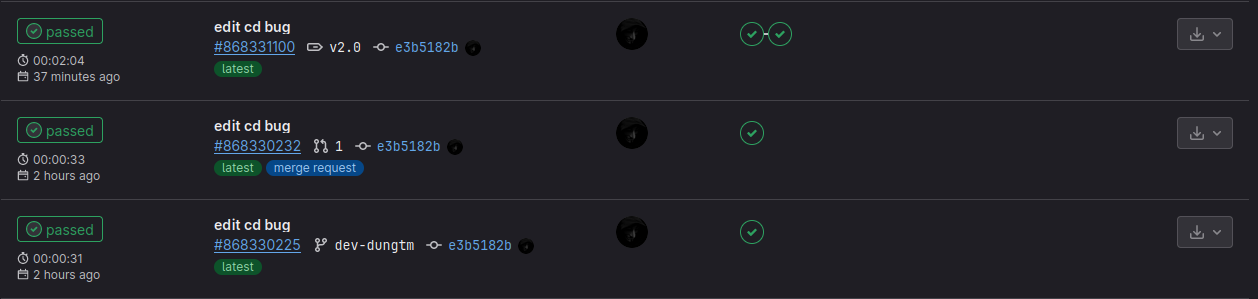 passed
00:02:04
37 minutes ago
edit cd bug
#868331100 v2.0 e3b5182b
latest
passed
00:00:33
2 hours ago
edit cd bug
#868330232 1 e3b5182b
latest merge request
passed
00:00:31
2 hours ago
edit cd bug
#868330225 dev-dungtm e3b5182b
latest